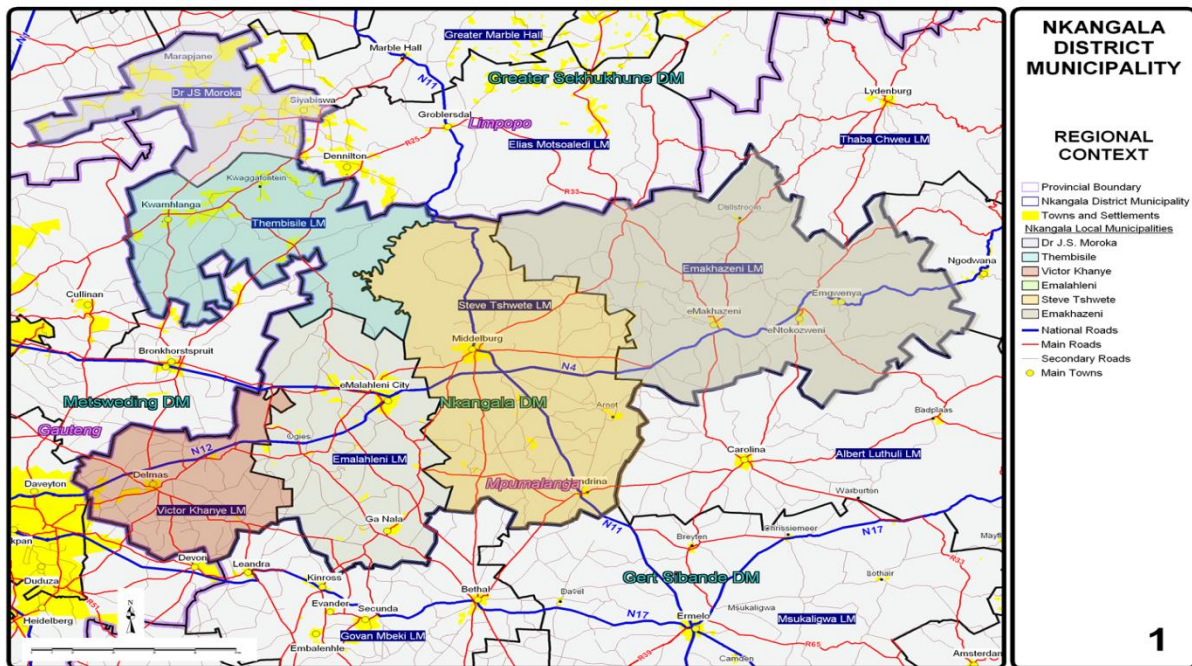 NKANGALA
DISTRICT
MUNICIPALITY
REGIONAL
CONTEXT
Provincial Boundary
Nkangala District Municipality
Towns and Settlements
Nkangala Local Municipalities
Dr J.S. Moroka
Thembisile
Victor Khanye
Emalahleni
Steve Tshwete
Emakhazeni
National Roads
Main Roads
Secondary Roads
Main Towns
1
Greater Marble Hall
Marble Hall
Marapjane
Greater Sekhukhune DM
Dr JS Moroka
Siyabiswa
N11
Lydenburg
Groblersdal
Limpopo
R25
Elias Motsoaledi LM
Thaba Chweu LM
Dennilton
Kwaggafontein
R33
Kwamhlanga
Dullstroom
Thembisile LM
Ngodwana
Emakhazeni LM
Cullinan
Emgwenya
Steve Tshwete LM
eMakhazeni
eNtokozweni
Middelburg
Bronkhorstspruit
N4
eMalahleni City
Metsweding DM
Nkangala DM
Arnot
Badplaas
Gauteng
Ogies
N12
Emalahleni LM
Carolina
Albert Luthuli LM
Delmas
Daveyton
Mpumalanga
Warburton
Victor Khanye LM
Ga Nala
N11
Chrissiemeer
N17
Breyten
Devon
Leandra
Kinross
Gert Sibande DM
Duduza
Bethal
Davel
Evander
Secunda
N17
Msukaligwa
Ermelo
Msukaligwa LM
Heidelberg
Govan Mbeki LM
Embalenhle
R65
R39
R33
Camden
Amsterdam
N